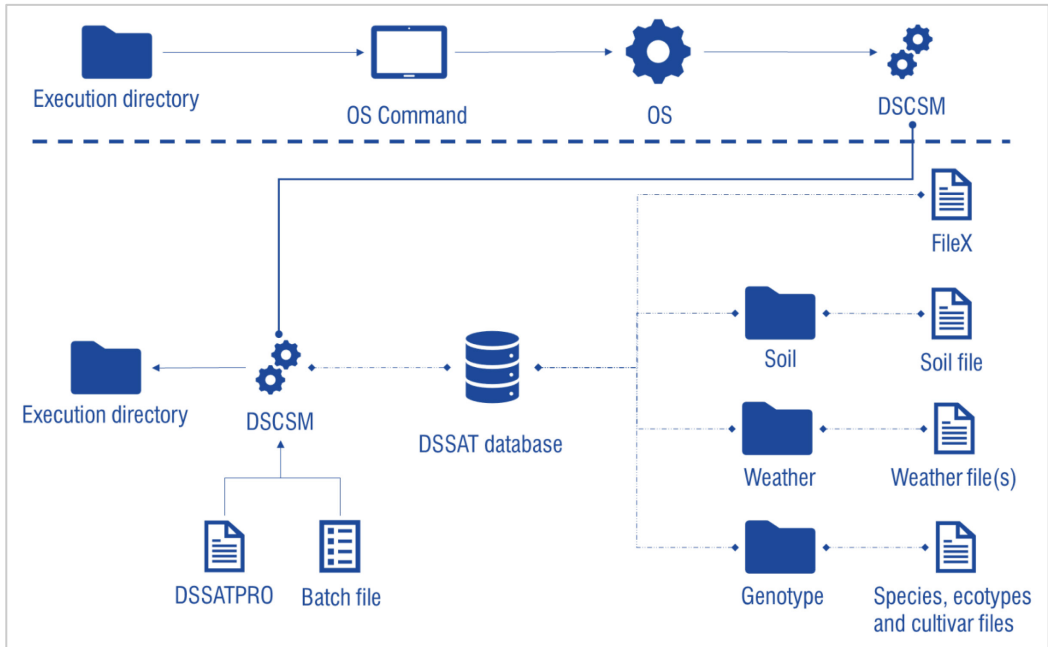 Execution directory
OS Command
OS
DSCSM
FileX
Soil
Soil file
Execution directory
DSCSM
DSSAT database
Weather
Weather file(s)
DSSATPRO
Batch file
Genotype
Species, ecotypes
and cultivar files